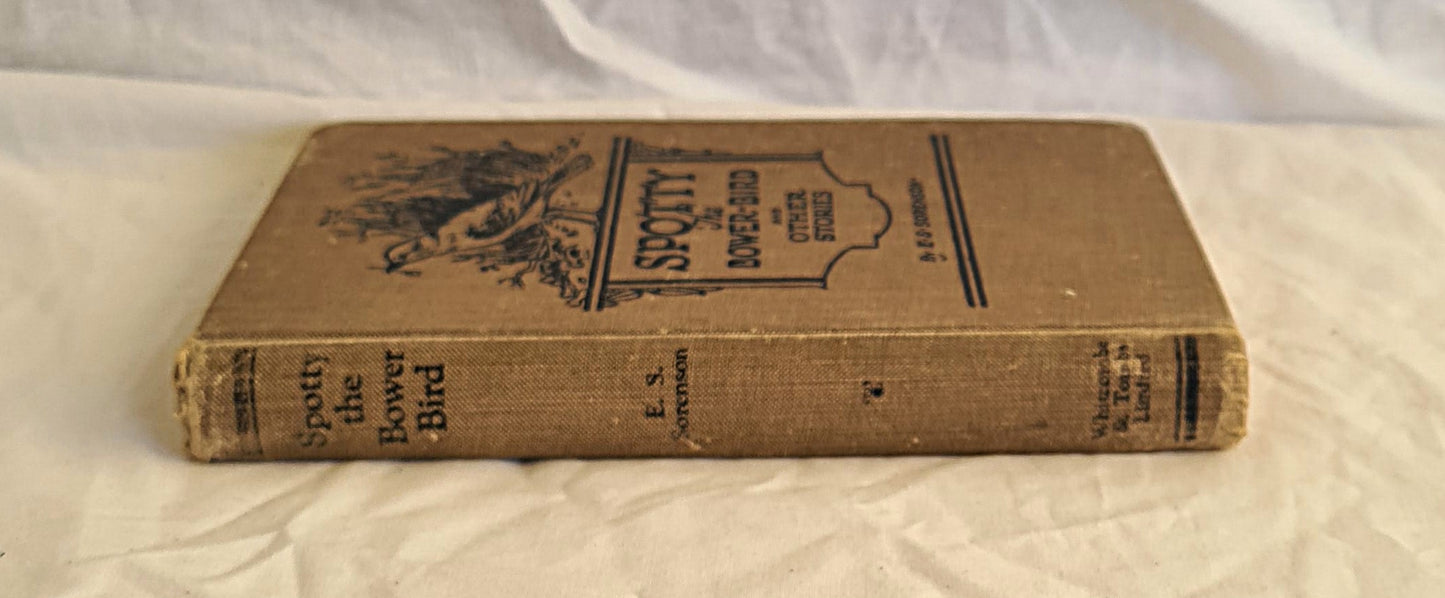 SPOTTY
The
BOWER-BIRD
AND
OTHER
STORIES
By E·S·SORENSON
Spotty
the
Bower
Bird
E. S.
Sorenson
Whitcombe
& Tombs
Limited